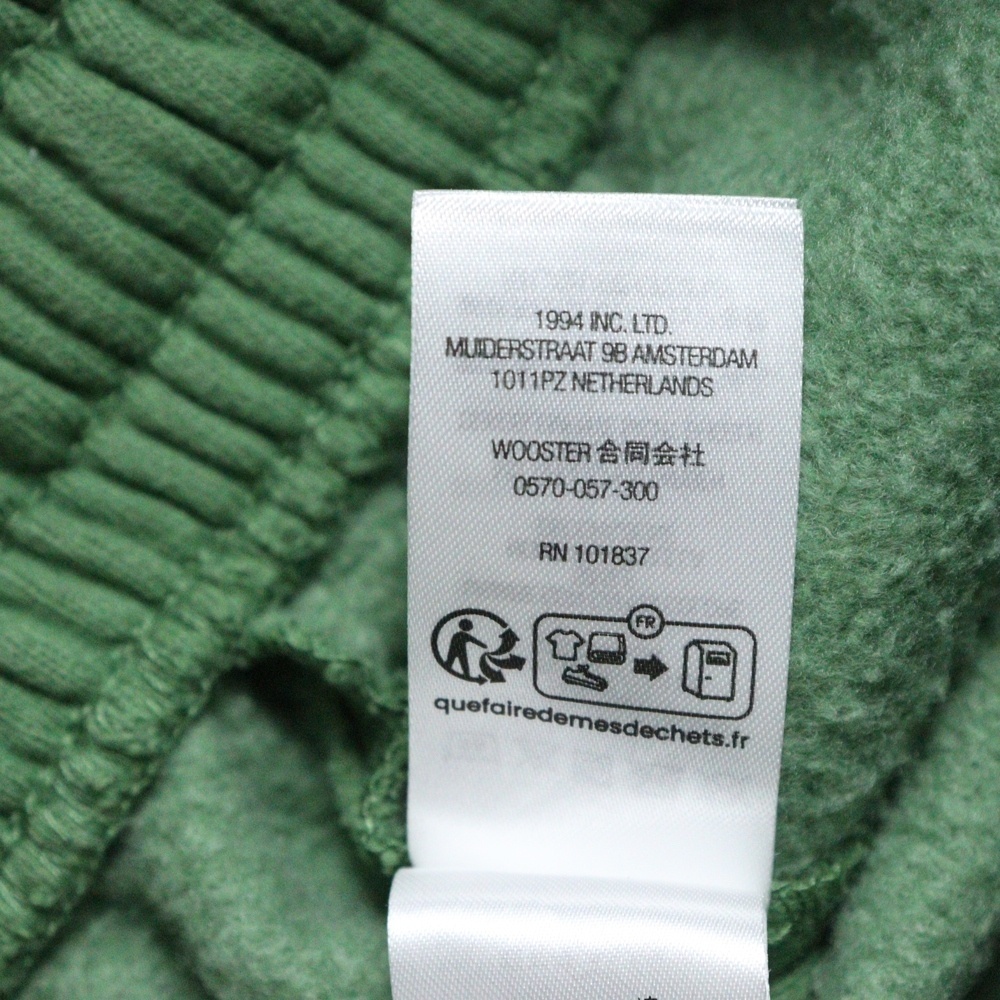 1994 INC. LTD.
MUIDERSTRAAT 9B AMSTERDAM
1011PZ NETHERLANDS
WOOSTER 合同会社
0570-057-300
RN 101837
FR
quefairedemesdechets.fr